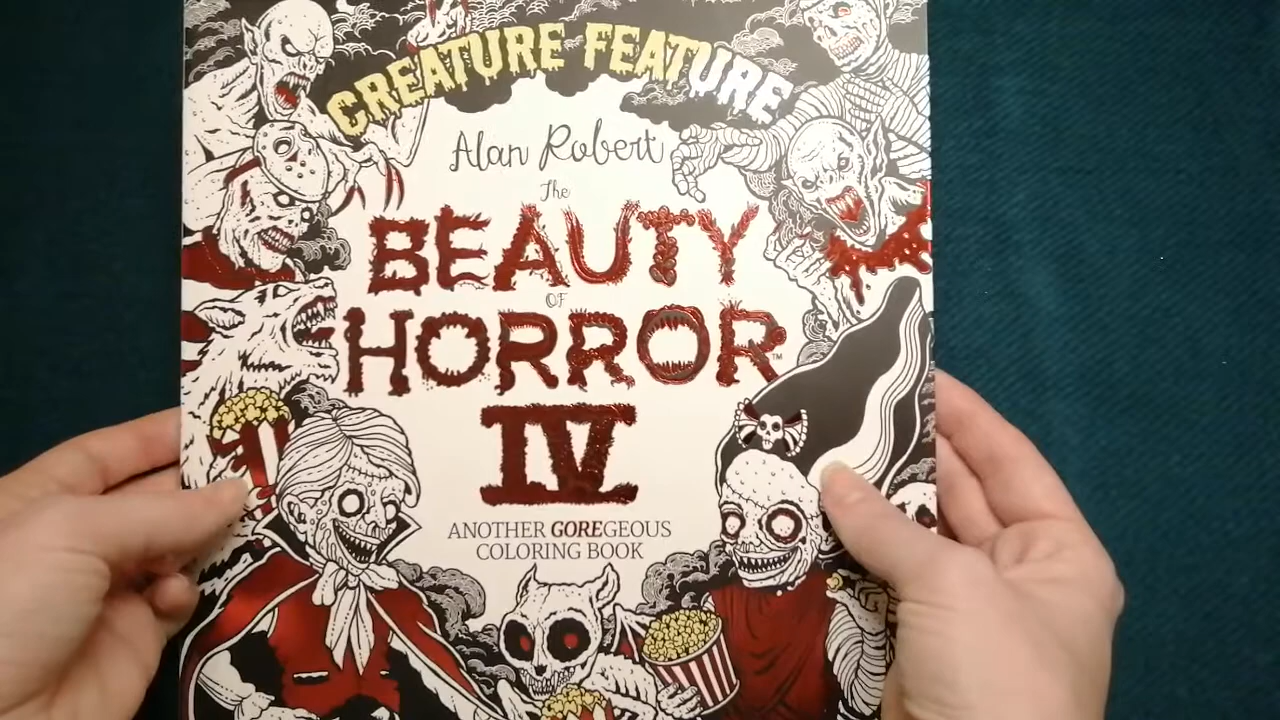 CREATURE FEATURE
Alan Robert
The
BEAUTY
OF
HORROR™
IV
ANOTHER GOREGEOUS
COLORING BOOK